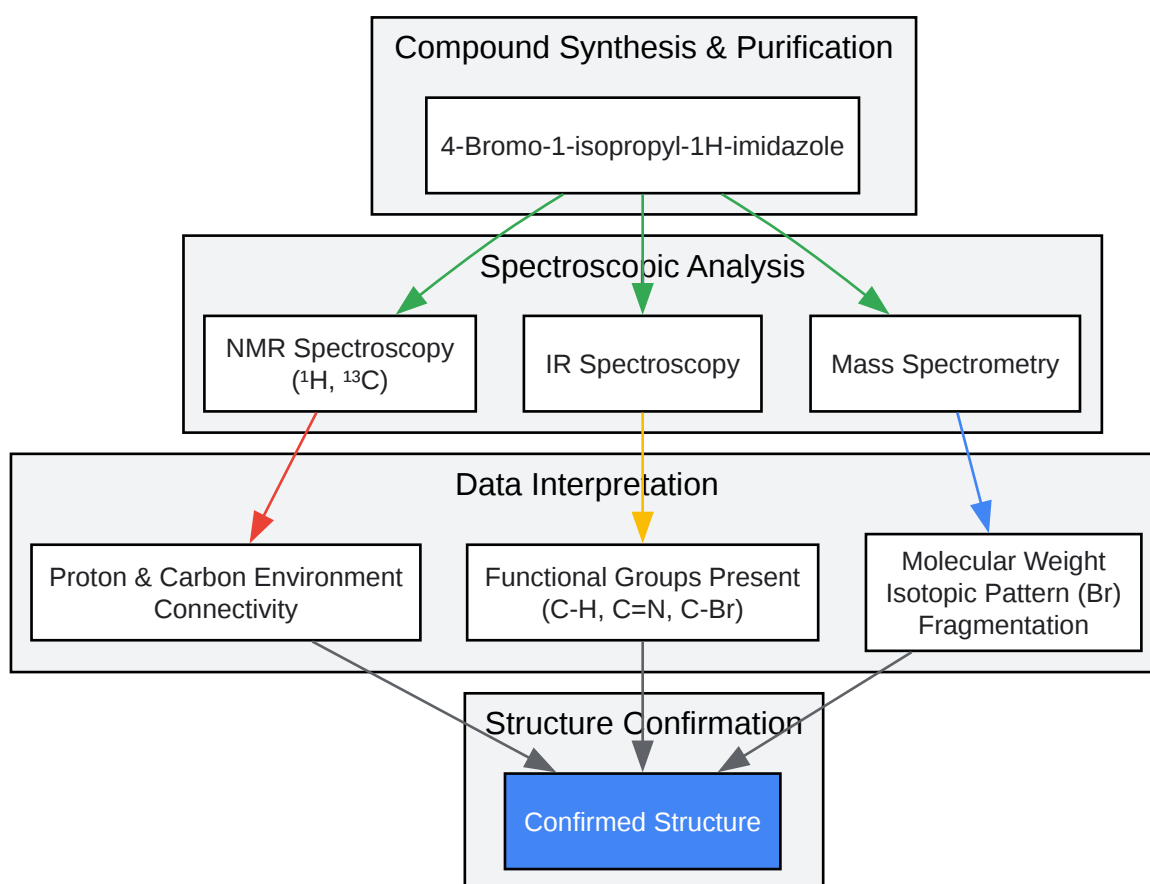 Compound Synthesis & Purification
4-Bromo-1-isopropyl-1H-imidazole
Spectroscopic Analysis
NMR Spectroscopy
(¹H, ¹³C)
IR Spectroscopy
Mass Spectrometry
Data Interpretation
Proton & Carbon Environment
Connectivity
Functional Groups Present
(C-H, C=N, C-Br)
Molecular Weight
Isotopic Pattern (Br)
Fragmentation
Structure Confirmation
Confirmed Structure